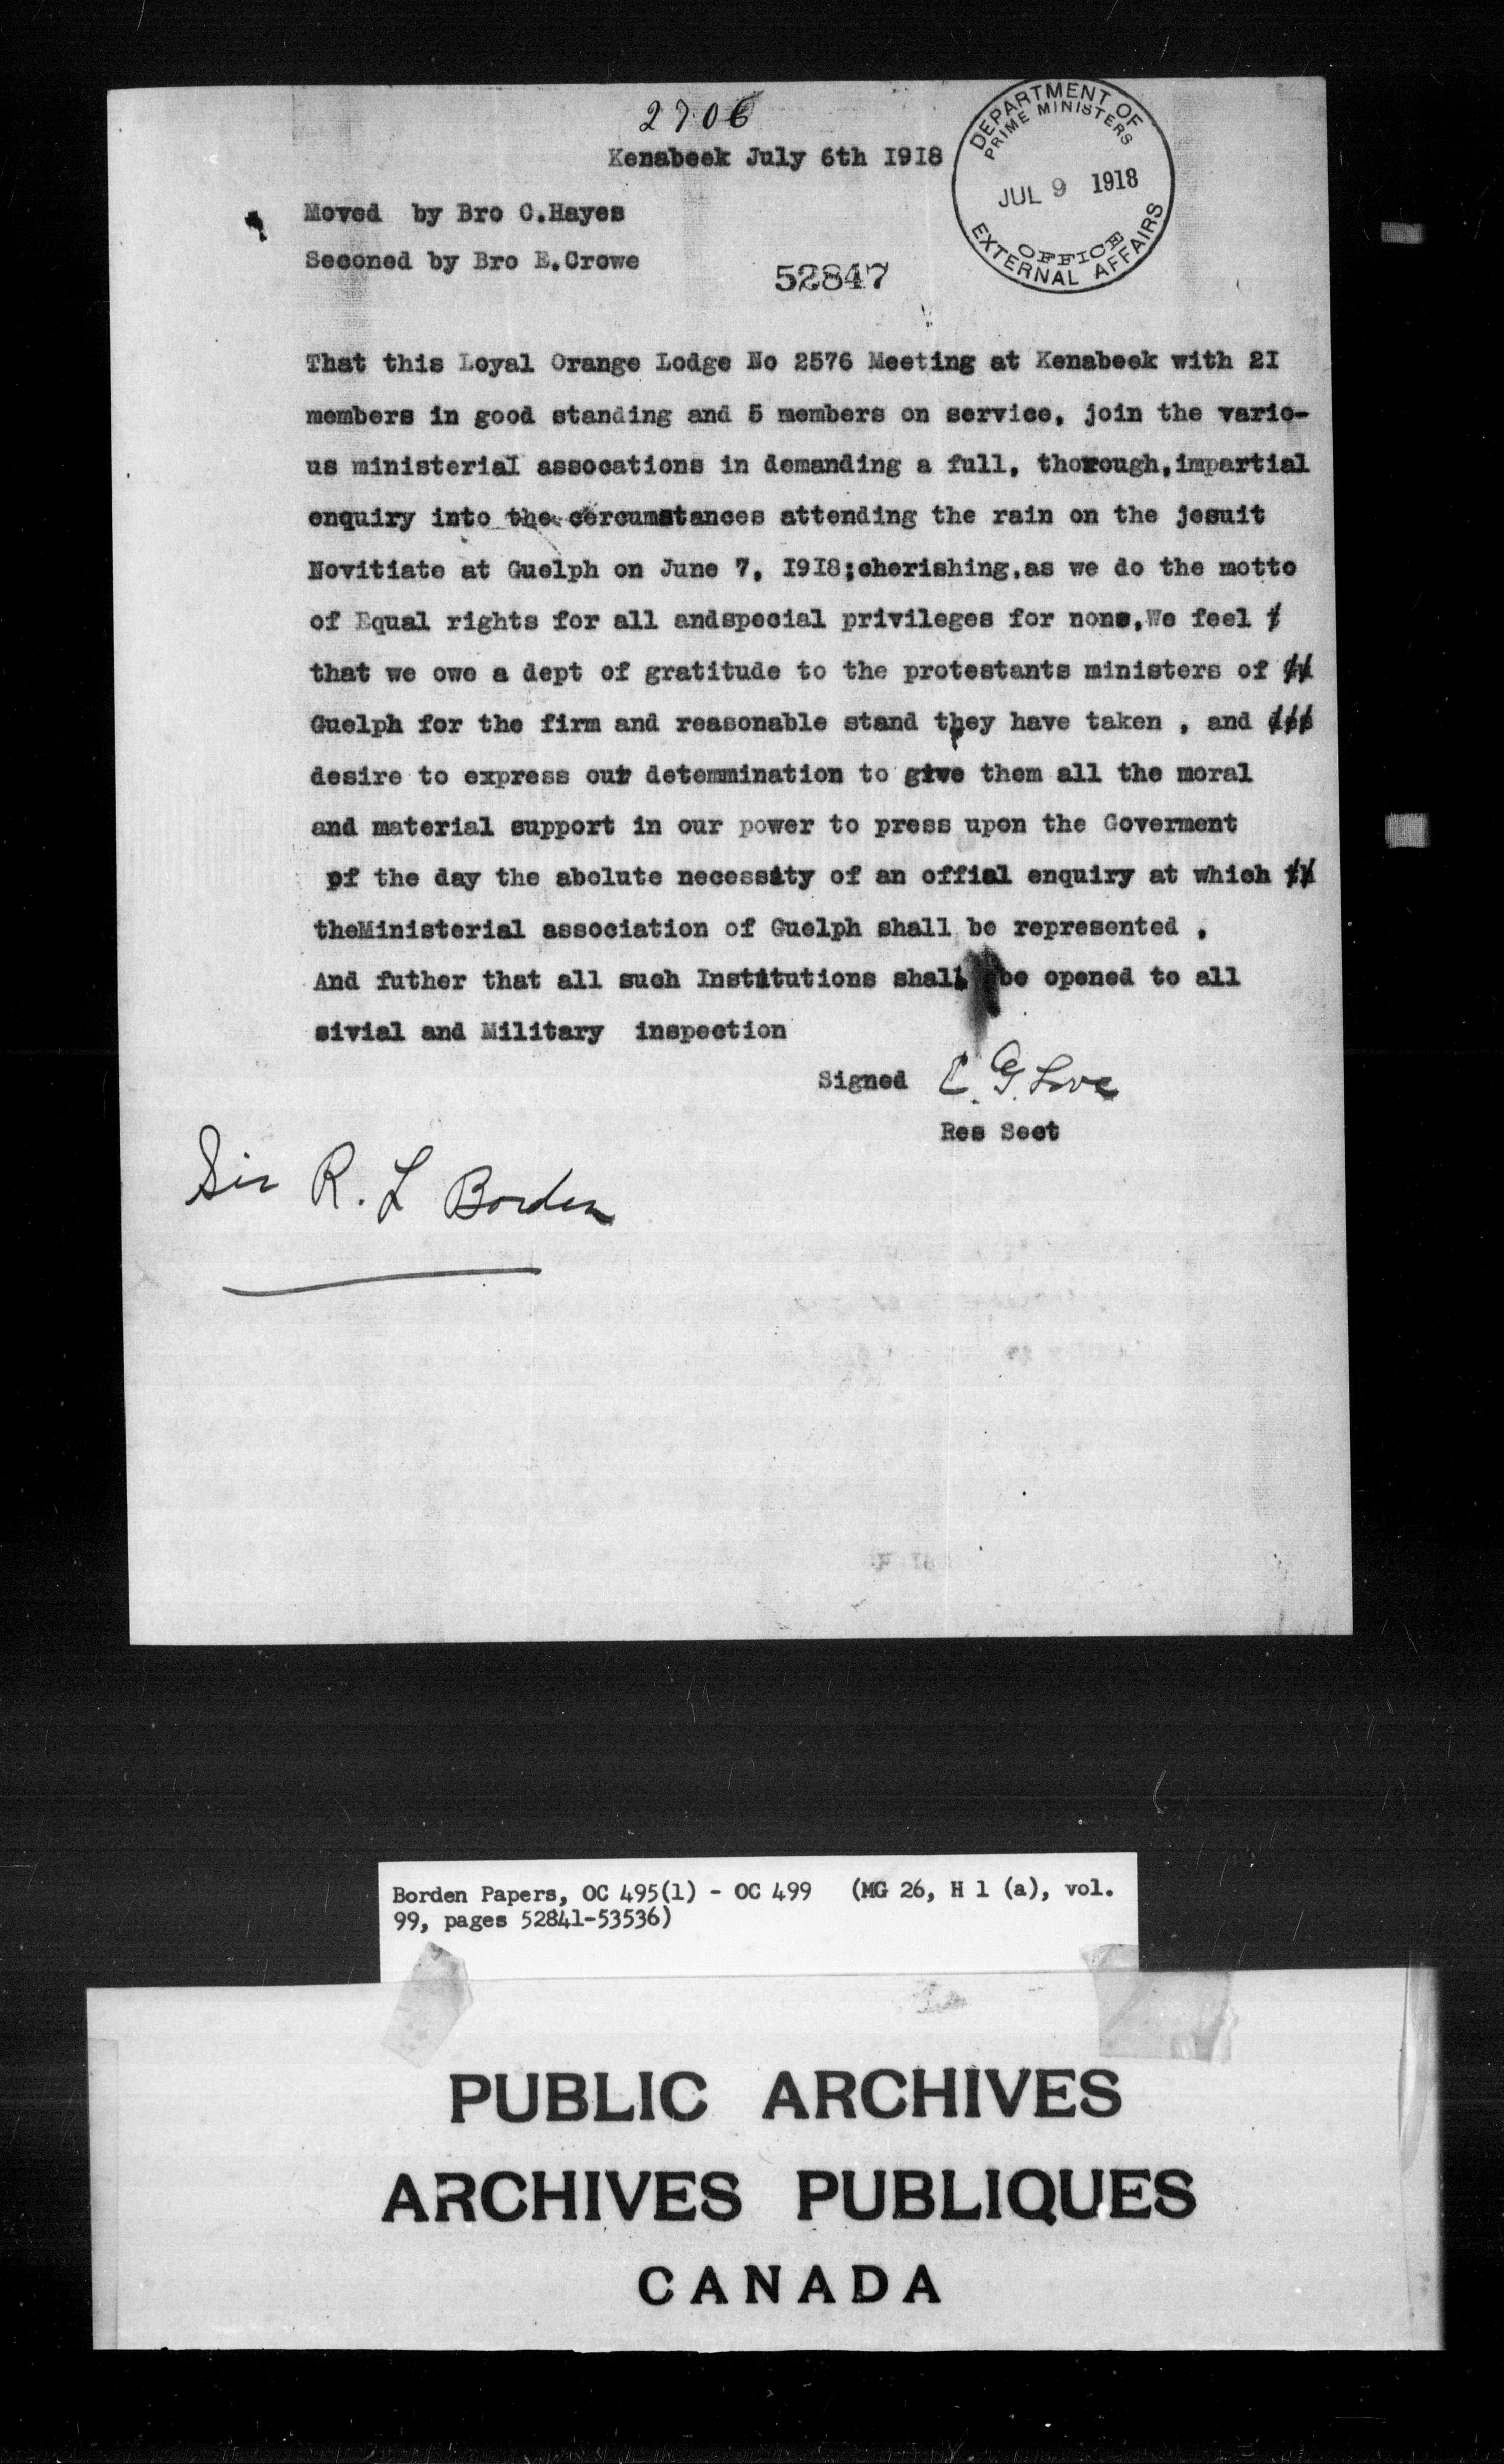 2706
Kenabeek July 6th I9I8
DEPARTMENT OF
PRIME MINISTERS
JUL 9 1918
OFFICE
EXTERNAL AFFAIRS
Moved by Bro C.Hayes
Seconed by Bro E.Crowe
52847
That this Loyal Orange Lodge No 2576 Meeting at Kenabeek with 2I
members in good standing and 5 members on service, join the vario-
us ministeriaI assocations in demanding a full, thorough,impartial
enquiry into the cercumstances attending the rain on the jesuit
Novitiate at Guelph on June 7, I9I8;cherishing,as we do the motto
of Equal rights for all andspecial privileges for none,We feel
that we owe a dept of gratitude to the protestants ministers of
Guelph for the firm and reasonable stand they have taken , and
desire to express our detemmination to give them all the moral
and material support in our power to press upon the Goverment
of the day the abolute necessity of an offial enquiry at which
theMinisterial association of Guelph shall be represented .
And futher that all such Institutions shall be opened to all
sivial and Military inspection
Signed C. G. Love
Res Sect
Sir R. L Borden
Borden Papers, OC 495(1) - OC 499 (MG 26, H 1 (a), vol.
99, pages 52841-53536)
PUBLIC ARCHIVES
ARCHIVES PUBLIQUES
CANADA